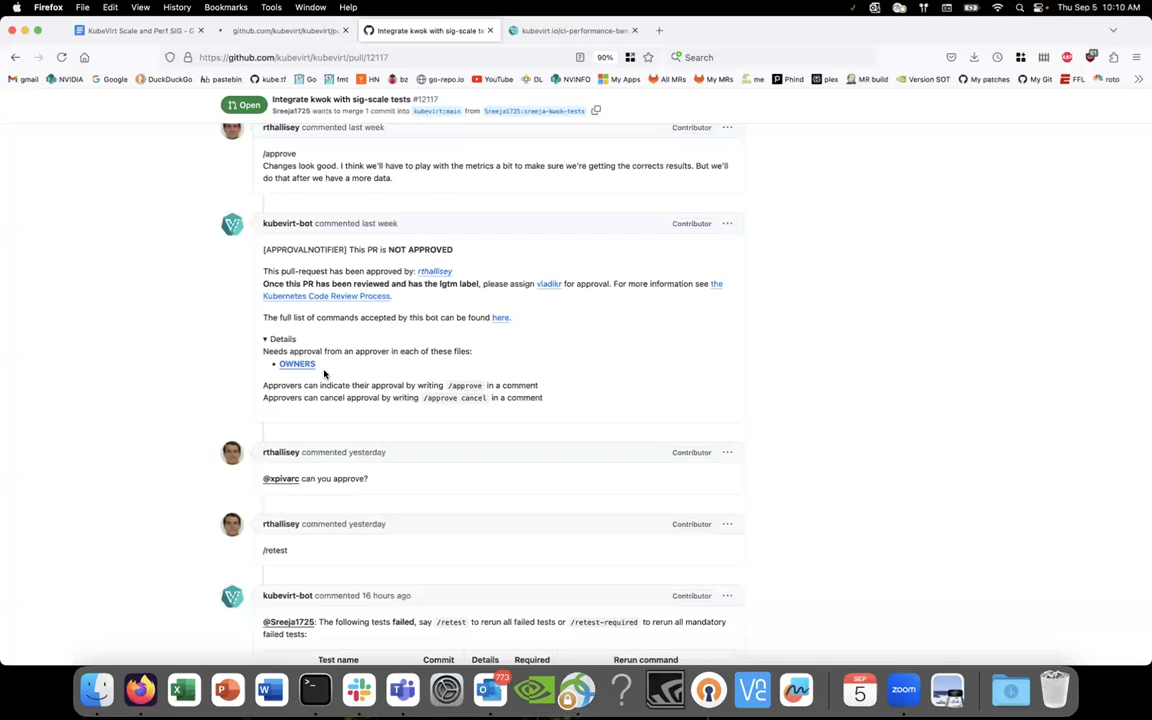 Firefox File Edit View History Bookmarks Tools Window Help Thu Sep 5 10:10 AM
KubeVirt Scale and Perf SIG - G github.com/kubevirt/kubevirt/pu Integrate kwok with sig-scale te kubevirt.io/ci-performance-ben
https://github.com/kubevirt/kubevirt/pull/12117 90% Search
gmail NVIDIA Google DuckDuckGo pastebin kube.tf Go fmt HN bz go-repo.io YouTube DL NVINFO My Apps All MRs My MRs me Phind plex MR build Version SOT My patches My Git FFL roto
Open
Integrate kwok with sig-scale tests #12117
Sreeja1725 wants to merge 1 commit into kubevirt:main from Sreeja1725:sreeja-kwok-tests
rthallisey commented last week Contributor
/approve
Changes look good. I think we'll have to play with the metrics a bit to make sure we're getting the corrects results. But we'll
do that after we have a more data.
kubevirt-bot commented last week Contributor
[APPROVALNOTIFIER] This PR is NOT APPROVED
This pull-request has been approved by: rthallisey
Once this PR has been reviewed and has the lgtm label, please assign vladikr for approval. For more information see the
Kubernetes Code Review Process.
The full list of commands accepted by this bot can be found here.
Details
Needs approval from an approver in each of these files:
OWNERS
Approvers can indicate their approval by writing /approve in a comment
Approvers can cancel approval by writing /approve cancel in a comment
rthallisey commented yesterday Contributor
@xpivarc can you approve?
rthallisey commented yesterday Contributor
/retest
kubevirt-bot commented 16 hours ago Contributor
@Sreeja1725: The following tests failed, say /retest to rerun all failed tests or /retest-required to rerun all mandatory
failed tests:
Test name Commit Details Required Rerun command
773
SEP
5
zoom